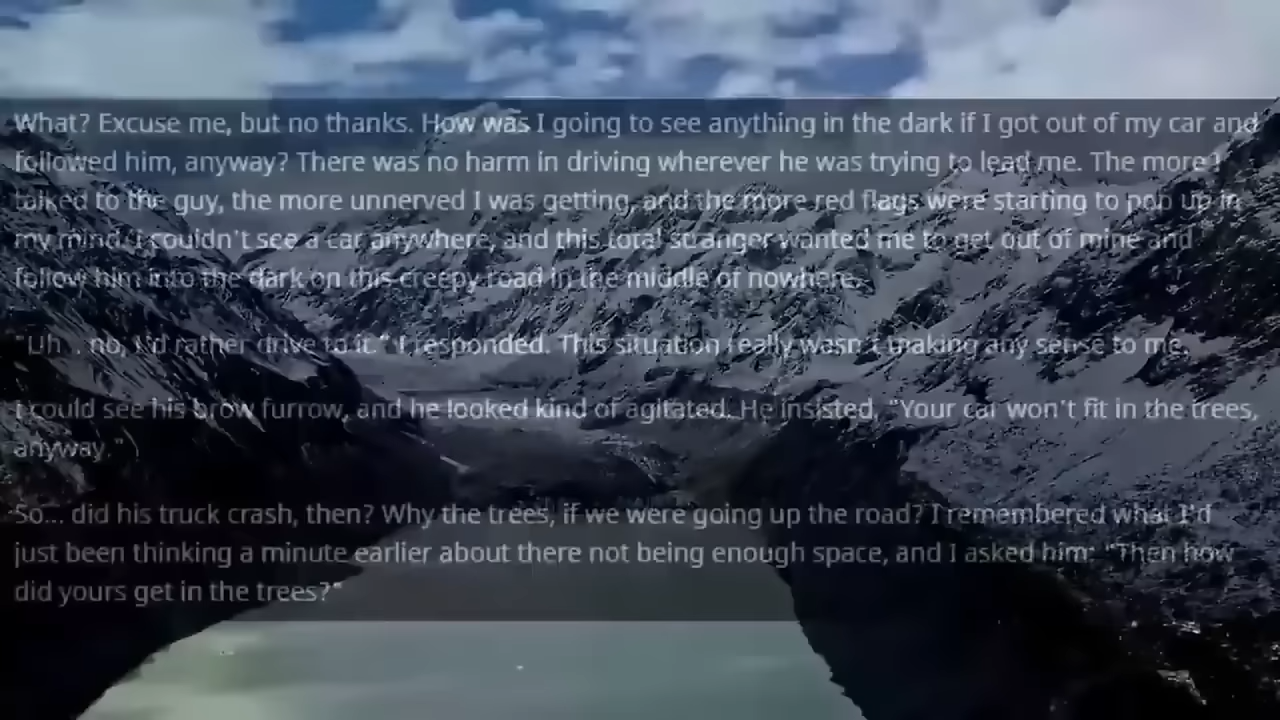 What? Excuse me, but no thanks. How was I going to see anything in the dark if I got out of my car and
followed him, anyway? There was no harm in driving wherever he was trying to lead me. The more I
talked to the guy, the more unnerved I was getting, and the more red flags were starting to pop up in
my mind. I couldn't see a car anywhere, and this total stranger wanted me to get out of mine and
follow him into the dark on this creepy road in the middle of nowhere.
"Uh... no, I'd rather drive to it." I responded. This situation really wasn't making any sense to me.
I could see his brow furrow, and he looked kind of agitated. He insisted, "Your car won't fit in the trees,
anyway."
So... did his truck crash, then? Why the trees, if we were going up the road? I remembered what I'd
just been thinking a minute earlier about there not being enough space, and I asked him: "Then how
did yours get in the trees?"